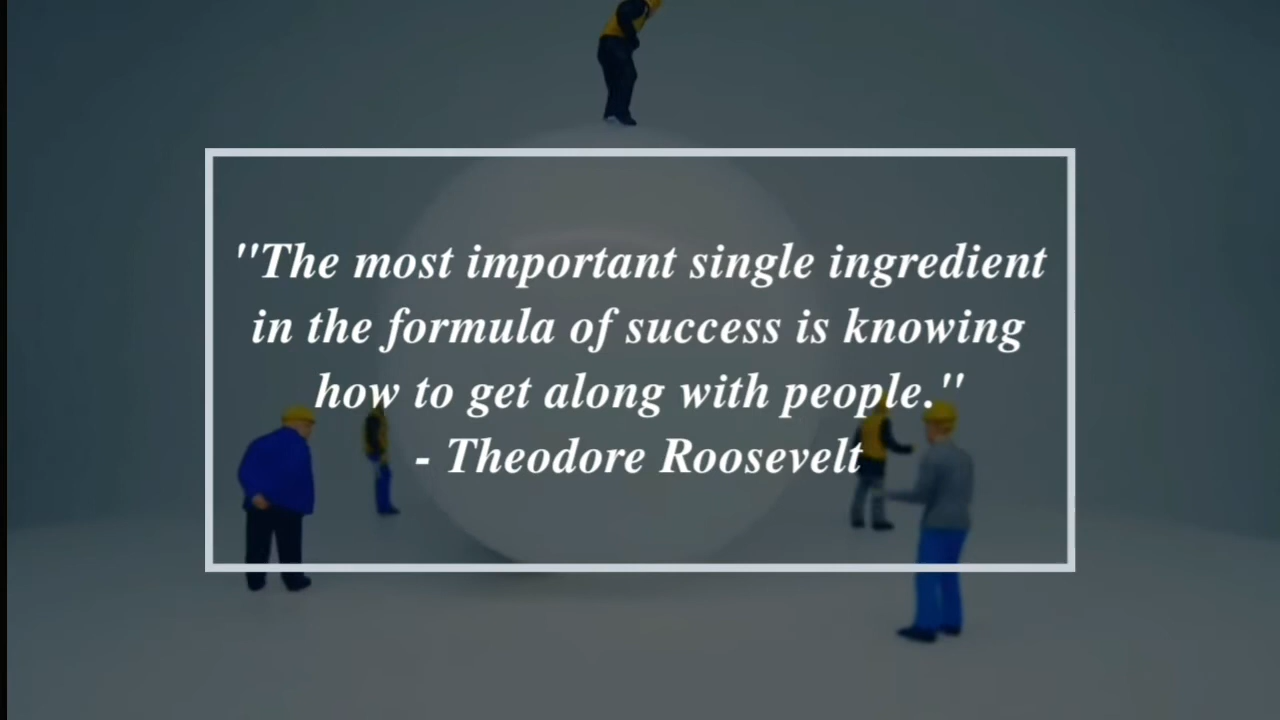 "The most important single ingredient
in the formula of success is knowing
how to get along with people."
- Theodore Roosevelt